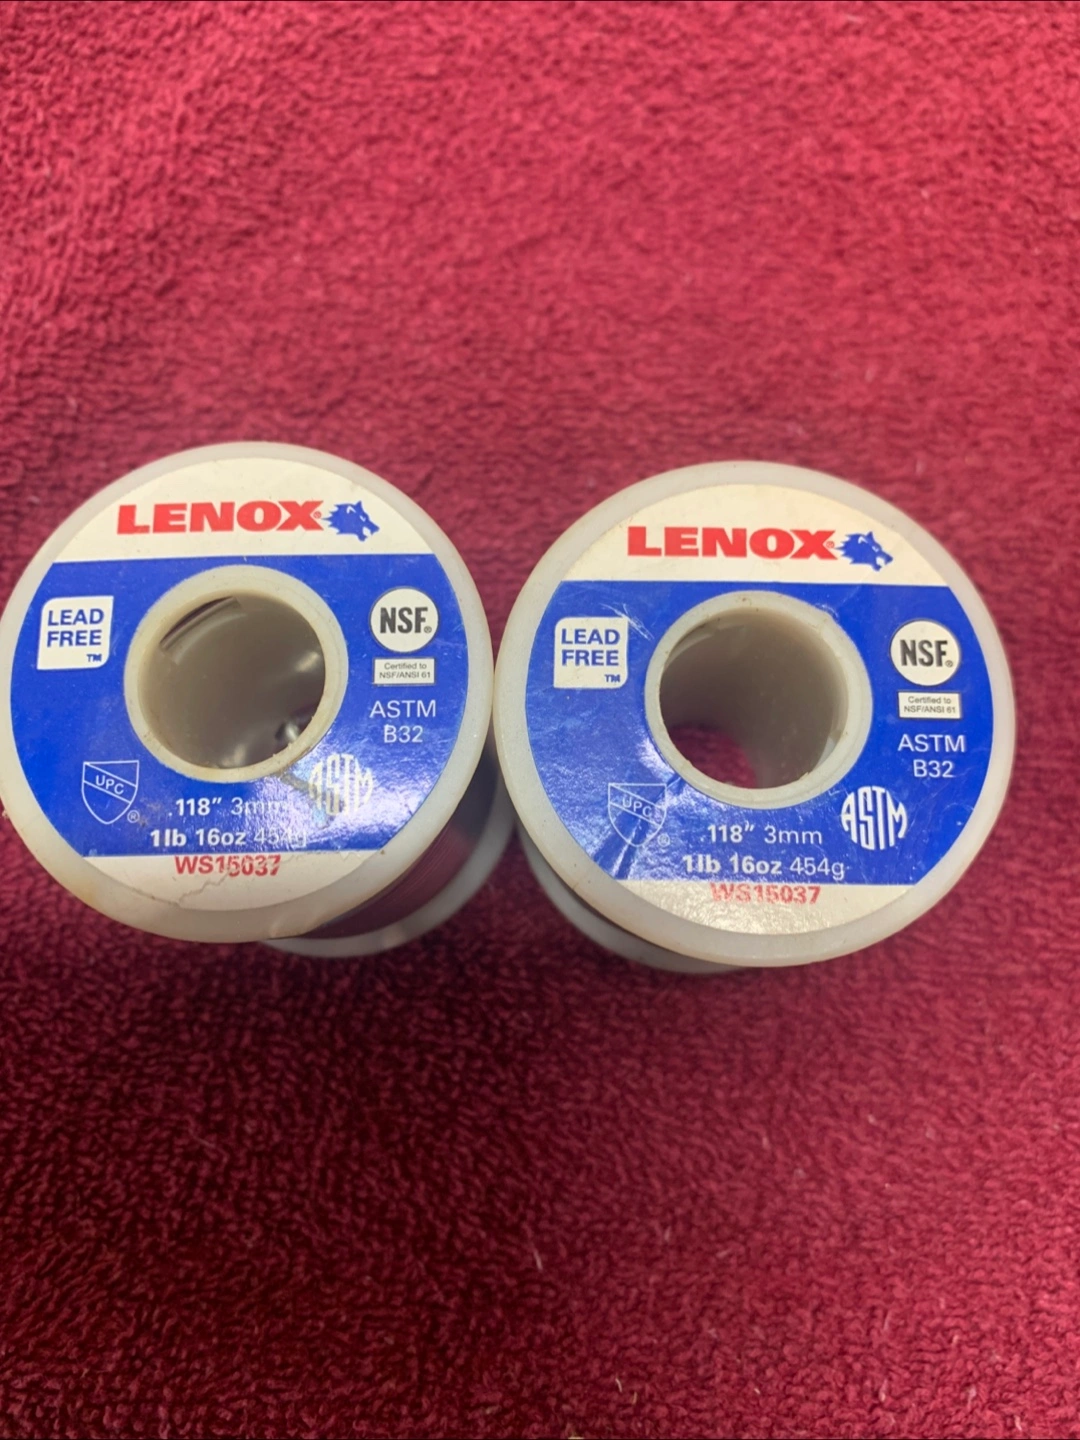 LENOX®
LEAD
FREE
™
NSF®
Certified to
NSF/ANSI 61
ASTM
B32
UPC
®
ASTM
.118" 3mm
1lb 16oz 454g
WS15037
LENOX®
LEAD
FREE
™
NSF®
Certified to
NSF/ANSI 61
ASTM
B32
UPC
®
ASTM
.118" 3mm
1lb 16oz 454g
WS15037